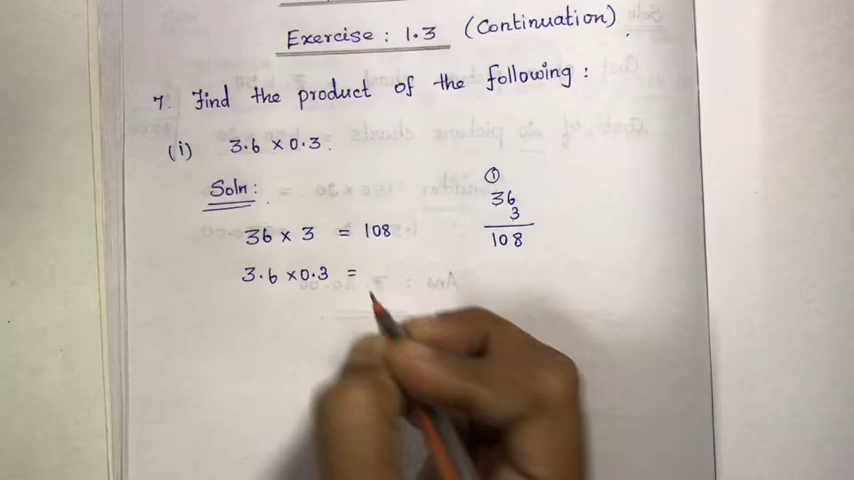 Exercise : 1.3 (Continuation)
7. Find the product of the following :
(i) 3.6 × 0.3.
Soln :
①
36
3
108
36 × 3 = 108
3.6 × 0.3 =